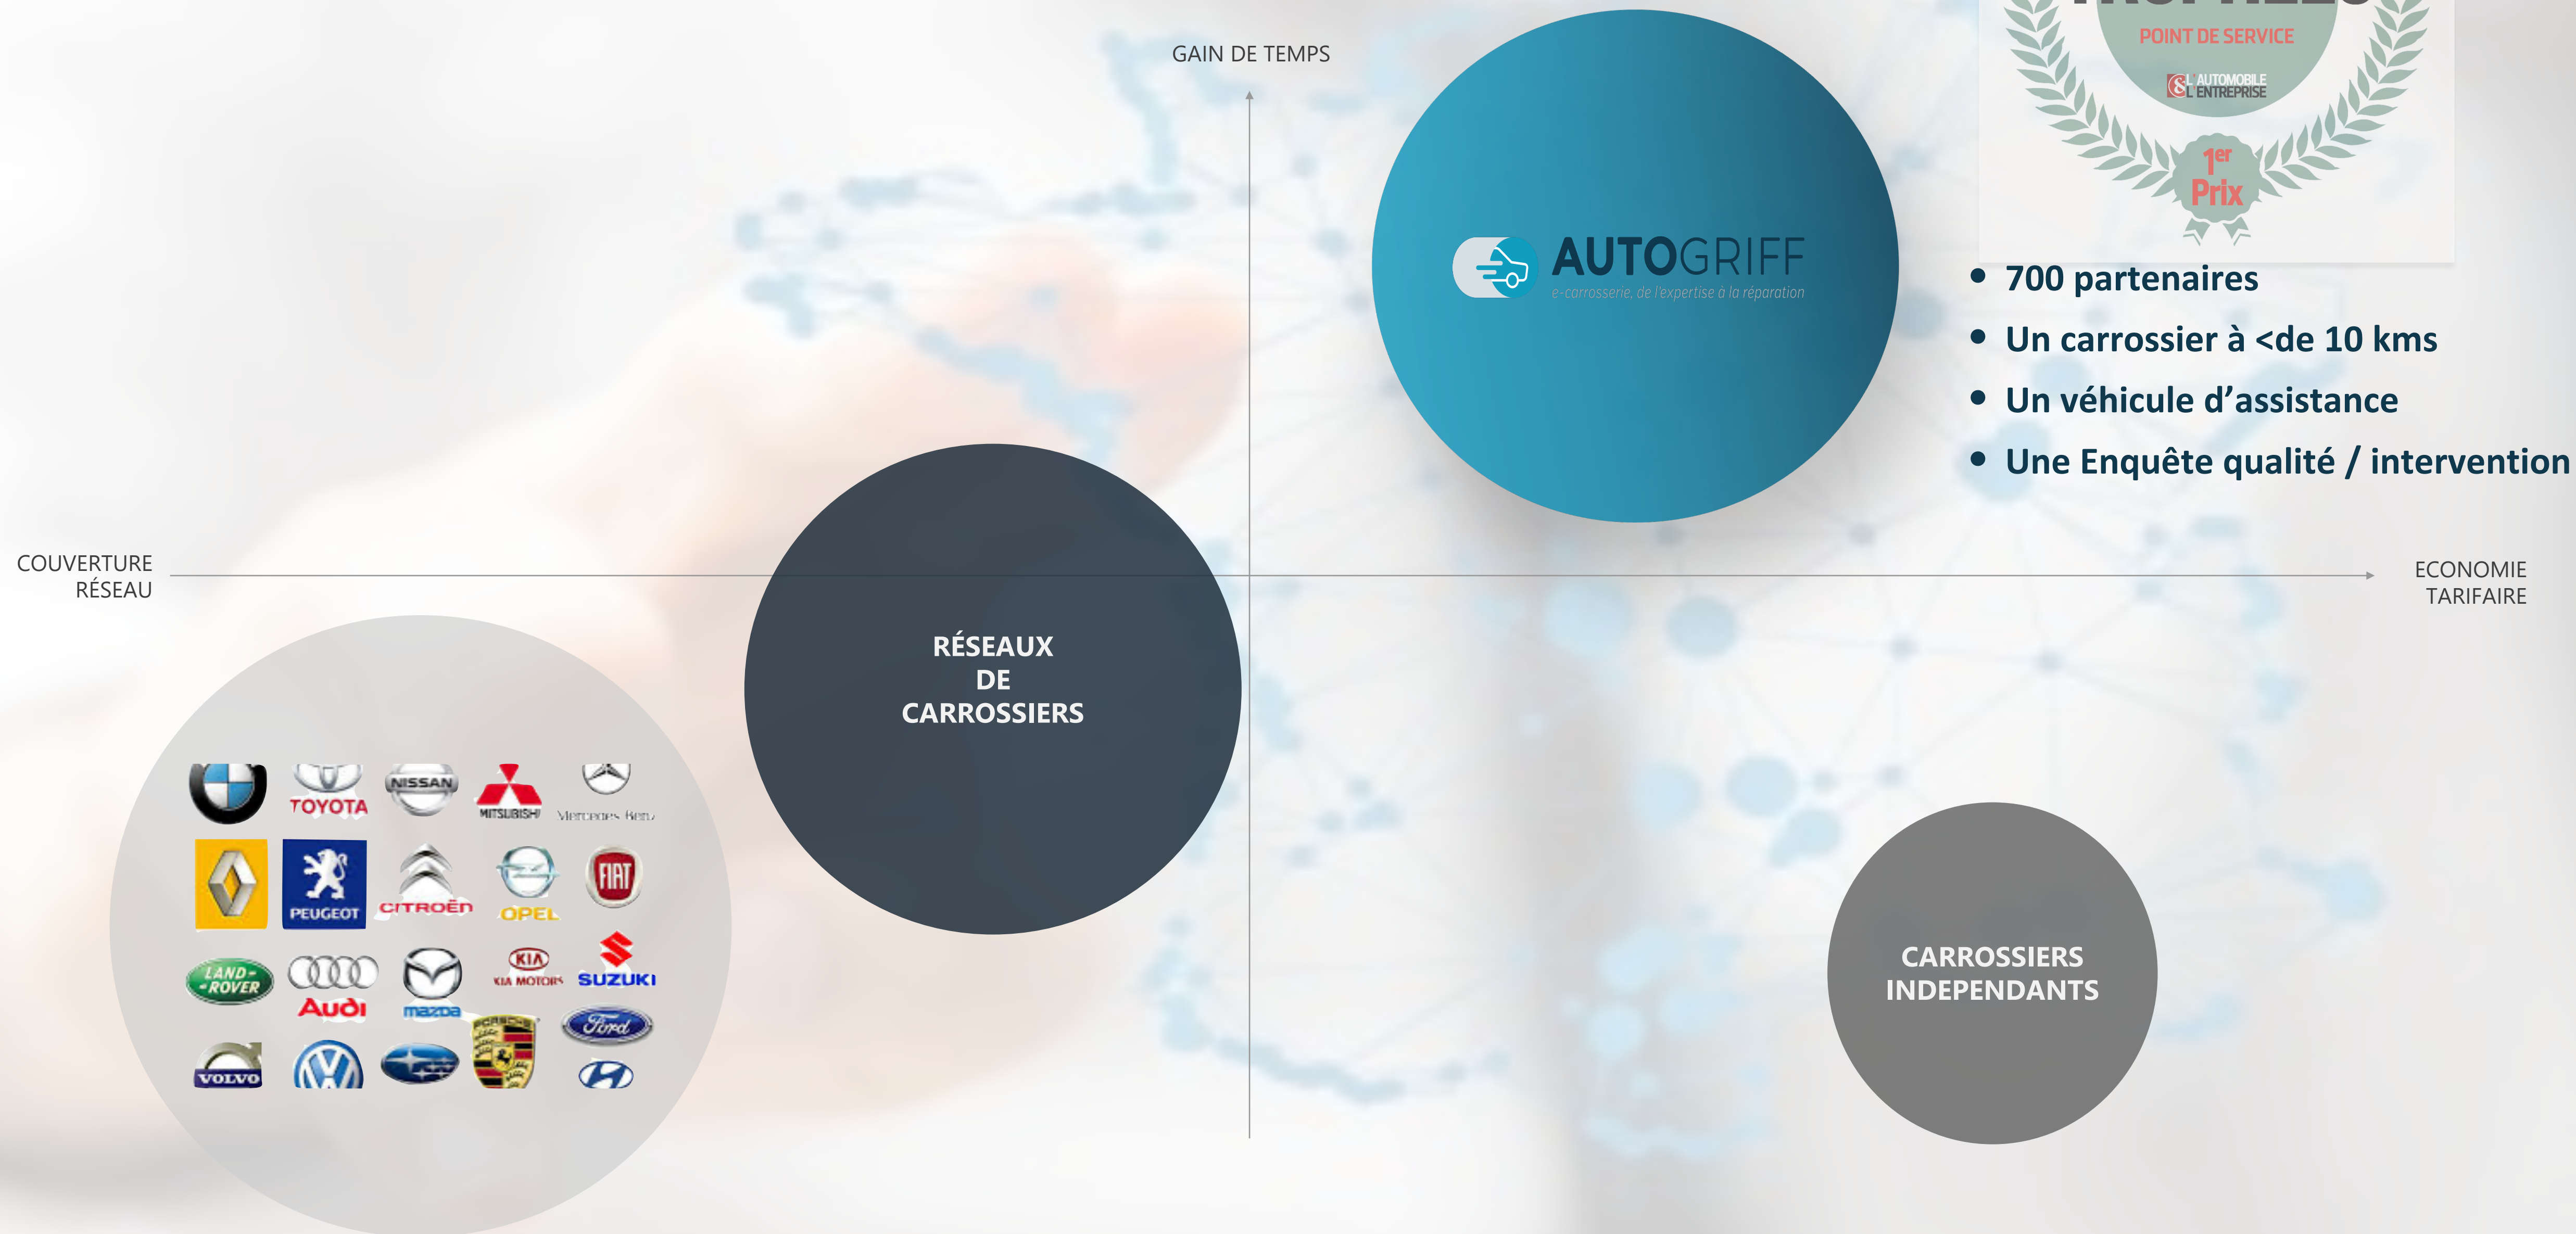 GAIN DE TEMPS
POINT DE SERVICE
& L'AUTOMOBILE
L'ENTREPRISE
1er
Prix
AUTOGRIFF
e-carrosserie, de l'expertise à la réparation
• 700 partenaires
• Un carrossier à <de 10 kms
• Un véhicule d'assistance
• Une Enquête qualité / intervention
COUVERTURE
RÉSEAU
ECONOMIE
TARIFAIRE
RÉSEAUX
DE
CARROSSIERS
TOYOTA
NISSAN
MITSUBISHI
Mercedes-Benz
PEUGEOT
CITROËN
OPEL
FIAT
LAND-
ROVER
Audi
mazda
KIA
KIA MOTORS
SUZUKI
PORSCHE
Ford
VOLVO
CARROSSIERS
INDEPENDANTS